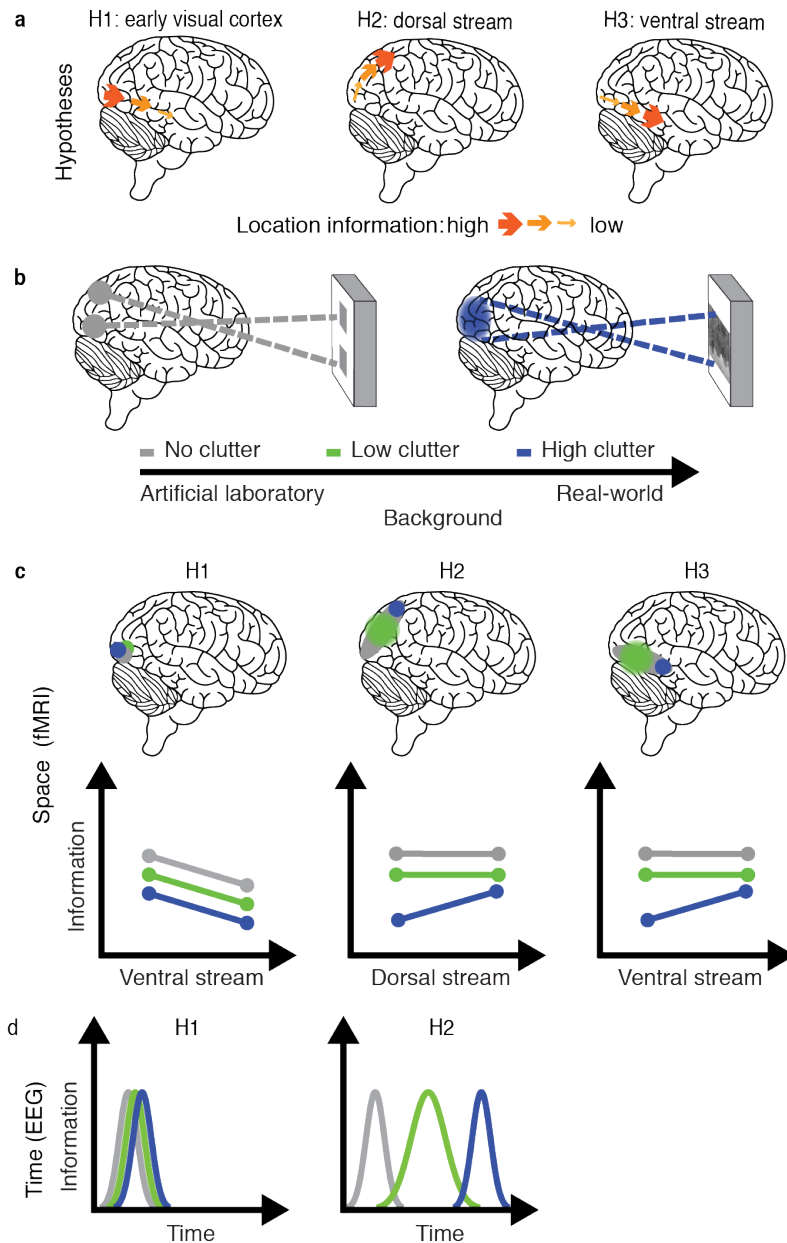 a
H1: early visual cortex
H2: dorsal stream
H3: ventral stream
Hypotheses
Location information: high
low
b
No clutter
Low clutter
High clutter
Artificial laboratory
Real-world
Background
c
H1
H2
H3
Space (fMRI)
Information
Ventral stream
Dorsal stream
Ventral stream
d
H1
H2
Time (EEG)
Information
Time
Time